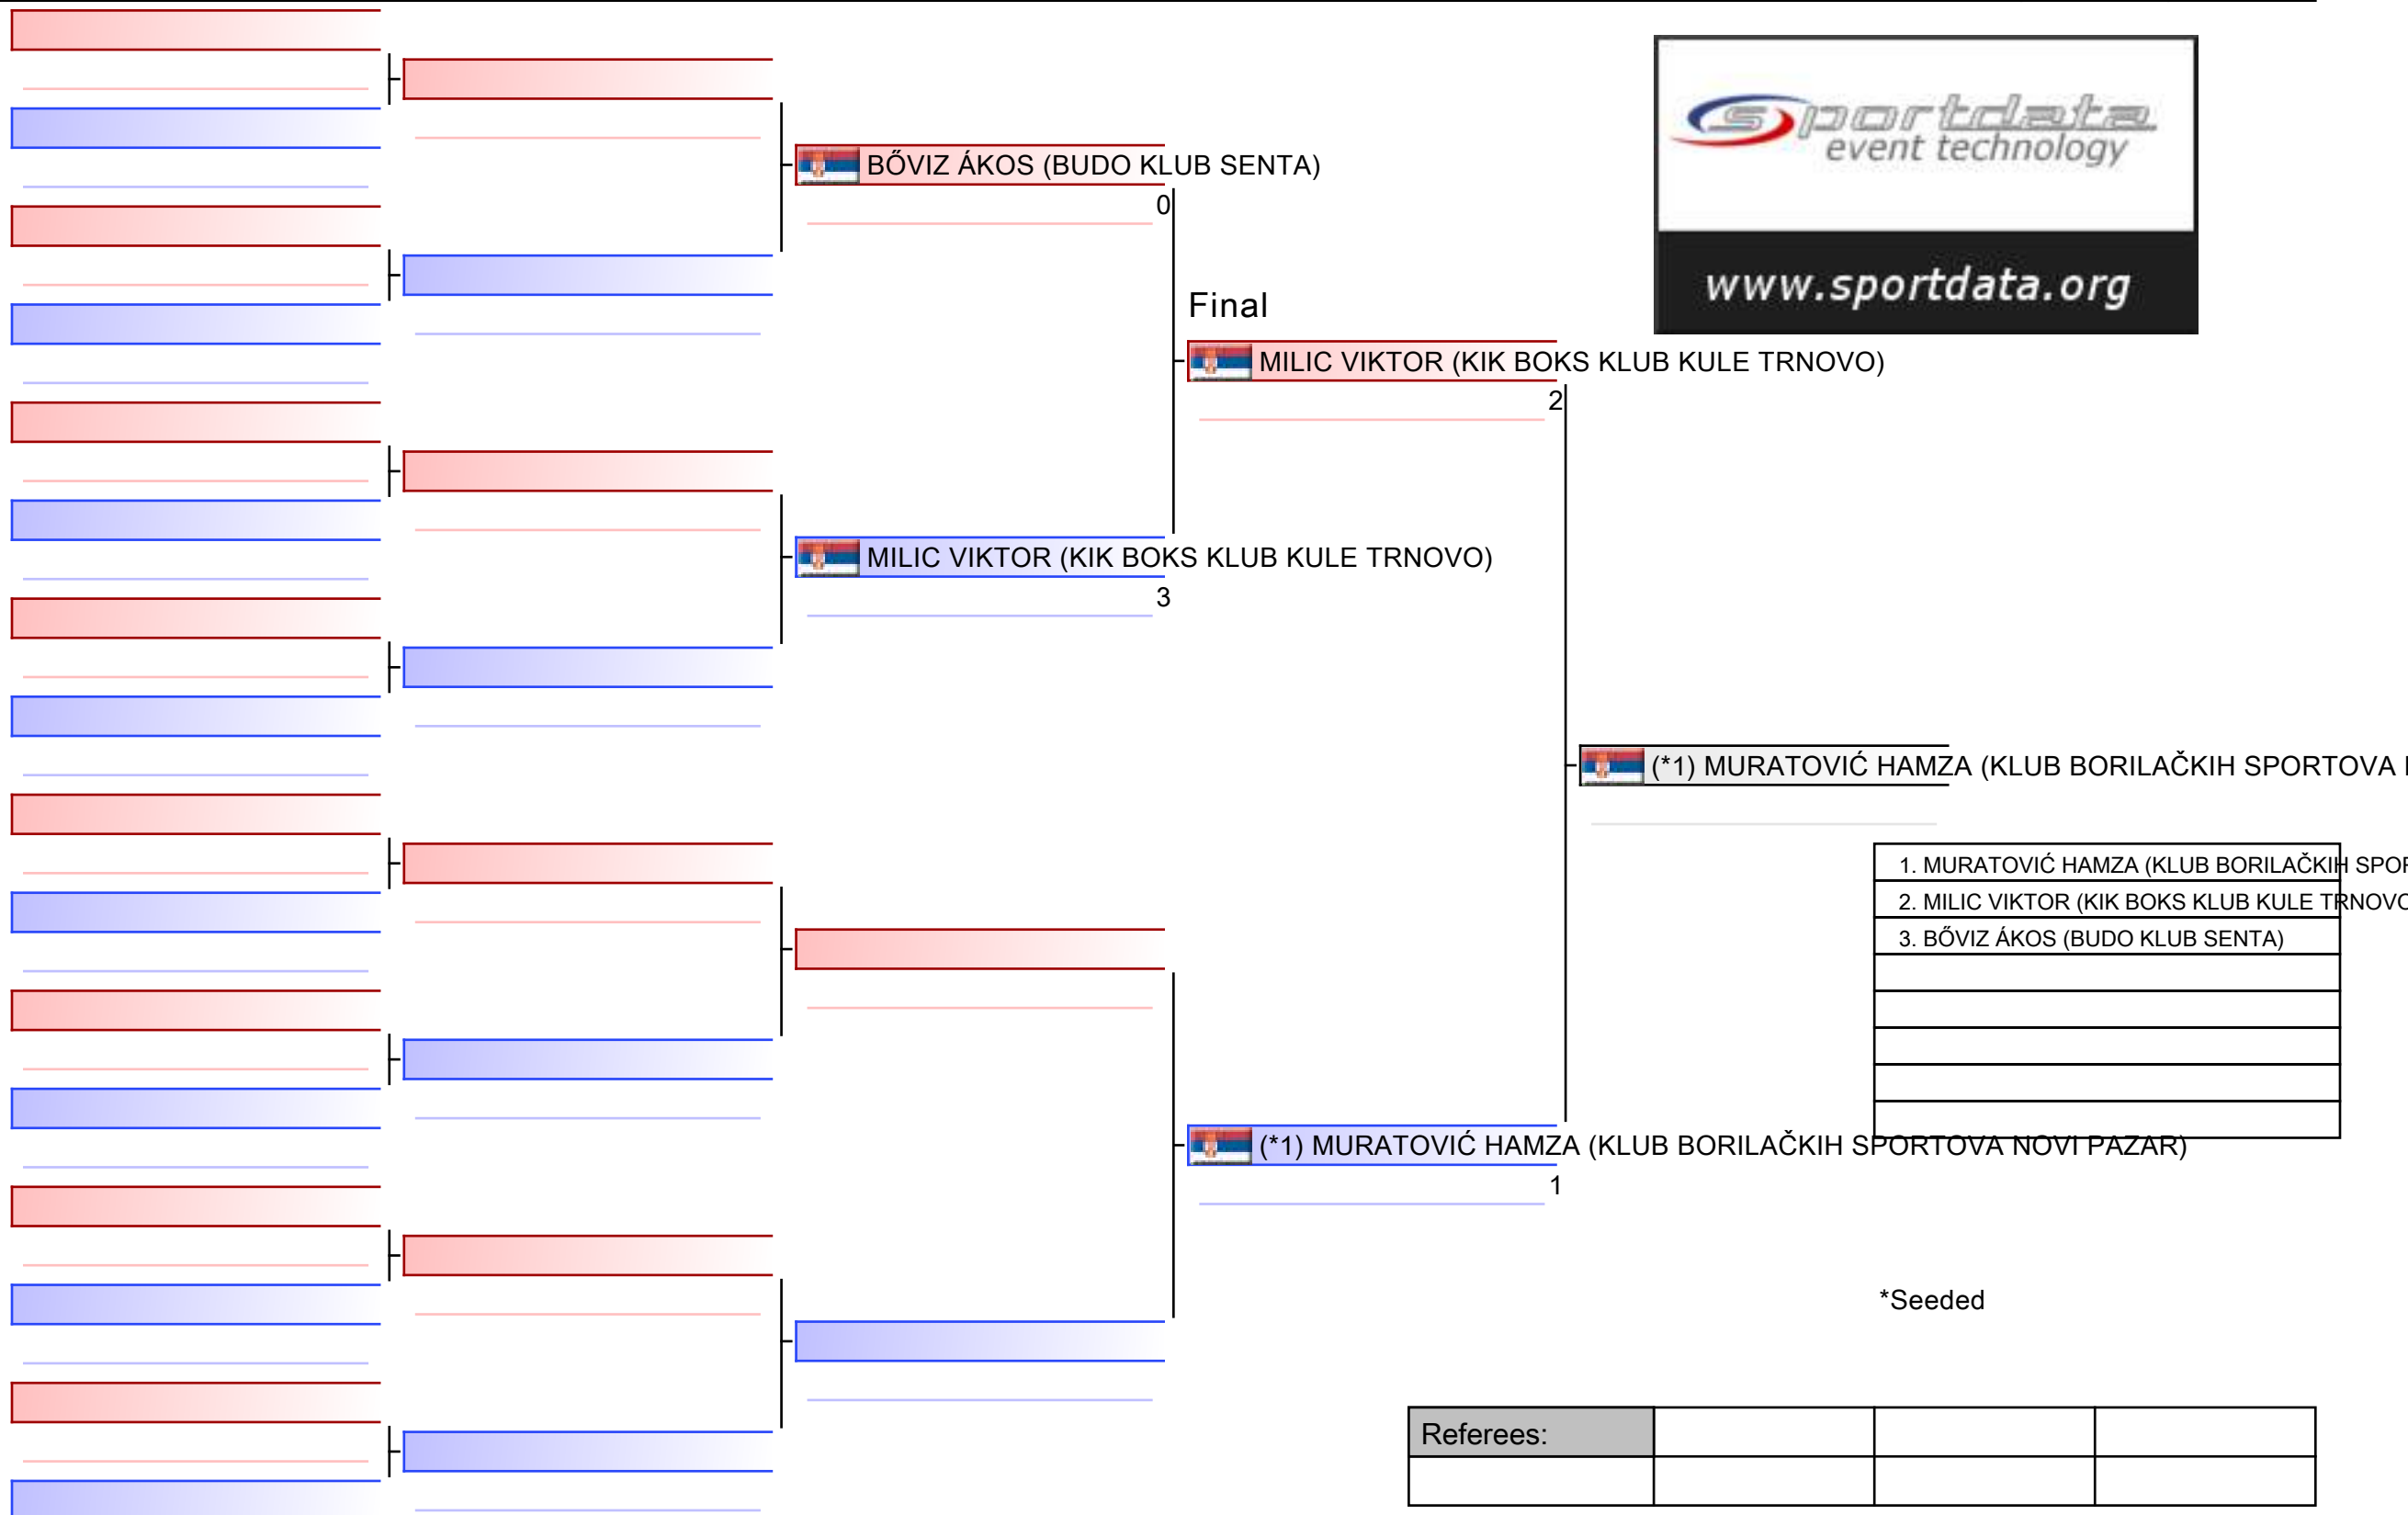 sportdata
event technology
www.sportdata.org
BŐVIZ ÁKOS (BUDO KLUB SENTA)
0
Final
MILIC VIKTOR (KIK BOKS KLUB KULE TRNOVO)
2
MILIC VIKTOR (KIK BOKS KLUB KULE TRNOVO)
3
(*1) MURATOVIĆ HAMZA (KLUB BORILAČKIH SPORTOVA
1. MURATOVIĆ HAMZA (KLUB BORILAČKIH SPOR
2. MILIC VIKTOR (KIK BOKS KLUB KULE TRNOVO
3. BŐVIZ ÁKOS (BUDO KLUB SENTA)
(*1) MURATOVIĆ HAMZA (KLUB BORILAČKIH SPORTOVA NOVI PAZAR)
1
*Seeded
Referees: